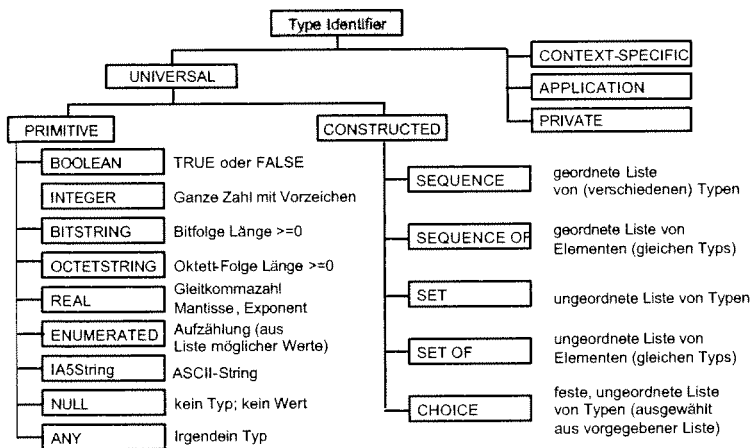 Type Identifier
CONTEXT-SPECIFIC
UNIVERSAL
APPLICATION
PRIVATE
PRIMITIVE
CONSTRUCTED
BOOLEAN TRUE oder FALSE
INTEGER Ganze Zahl mit Vorzeichen
BITSTRING Bitfolge Länge >=0
OCTETSTRING Oktett-Folge Länge >=0
REAL Gleitkommazahl
Mantisse, Exponent
ENUMERATED Aufzählung (aus
Liste möglicher Werte)
IA5String ASCII-String
NULL kein Typ; kein Wert
ANY Irgendein Typ
SEQUENCE geordnete Liste
von (verschiedenen) Typen
SEQUENCE OF geordnete Liste von
Elementen (gleichen Typs)
SET ungeordnete Liste von Typen
SET OF ungeordnete Liste von
Elementen (gleichen Typs)
CHOICE feste, ungeordnete Liste
von Typen (ausgewählt
aus vorgegebener Liste)